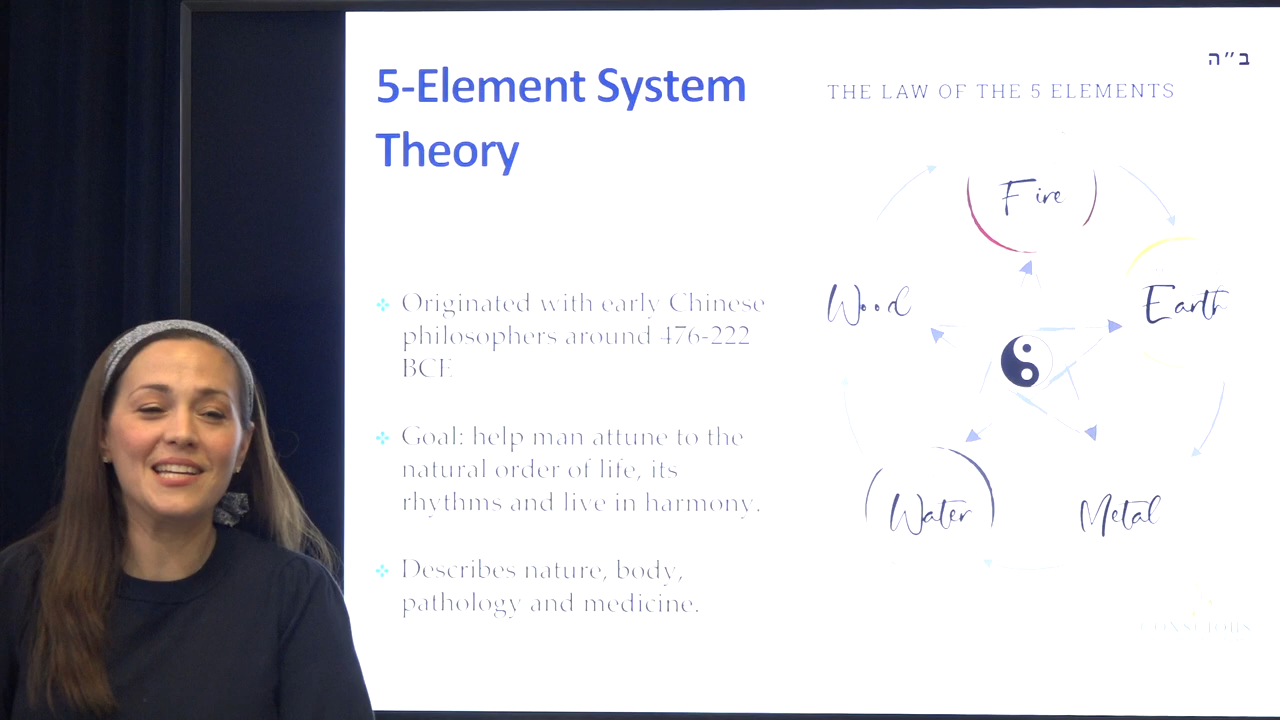 5-Element System
Theory
Originated with early Chinese
philosophers around 476-222
BCE
Goal: help man attune to the
natural order of life, its
rhythms and live in harmony.
Describes nature, body,
pathology and medicine.
ב"ה
THE LAW OF THE 5 ELEMENTS
Fire
Wood
Earth
Water
Metal